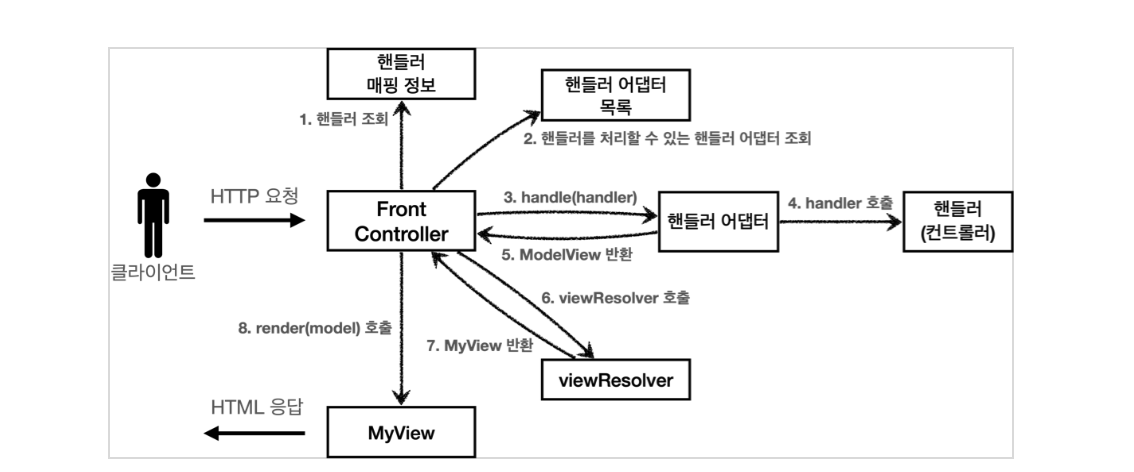 핸들러
매핑 정보
핸들러 어댑터
목록
1. 핸들러 조회
2. 핸들러를 처리할 수 있는 핸들러 어댑터 조회
HTTP 요청
Front
Controller
3. handle(handler)
핸들러 어댑터
4. handler 호출
핸들러
(컨트롤러)
5. ModelView 반환
클라이언트
6. viewResolver 호출
8. render(model) 호출
7. MyView 반환
viewResolver
HTML 응답
MyView